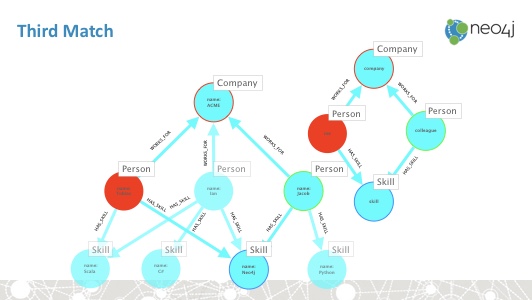 Third Match
neo4j
Company
company
WORKS_FOR
WORKS_FOR
Person
Person
colleague
HAS_SKILL
HAS_SKILL
Skill
skill
Company
name:
ACME
WORKS_FOR
WORKS_FOR
WORKS_FOR
Person
Person
name:
Ian
Person
name:
Jacob
HAS_SKILL
HAS_SKILL
HAS_SKILL
HAS_SKILL
HAS_SKILL
HAS_SKILL
HAS_SKILL
Skill
name:
Scala
Skill
name:
C#
Skill
name:
Neo4j
Skill
name:
Python